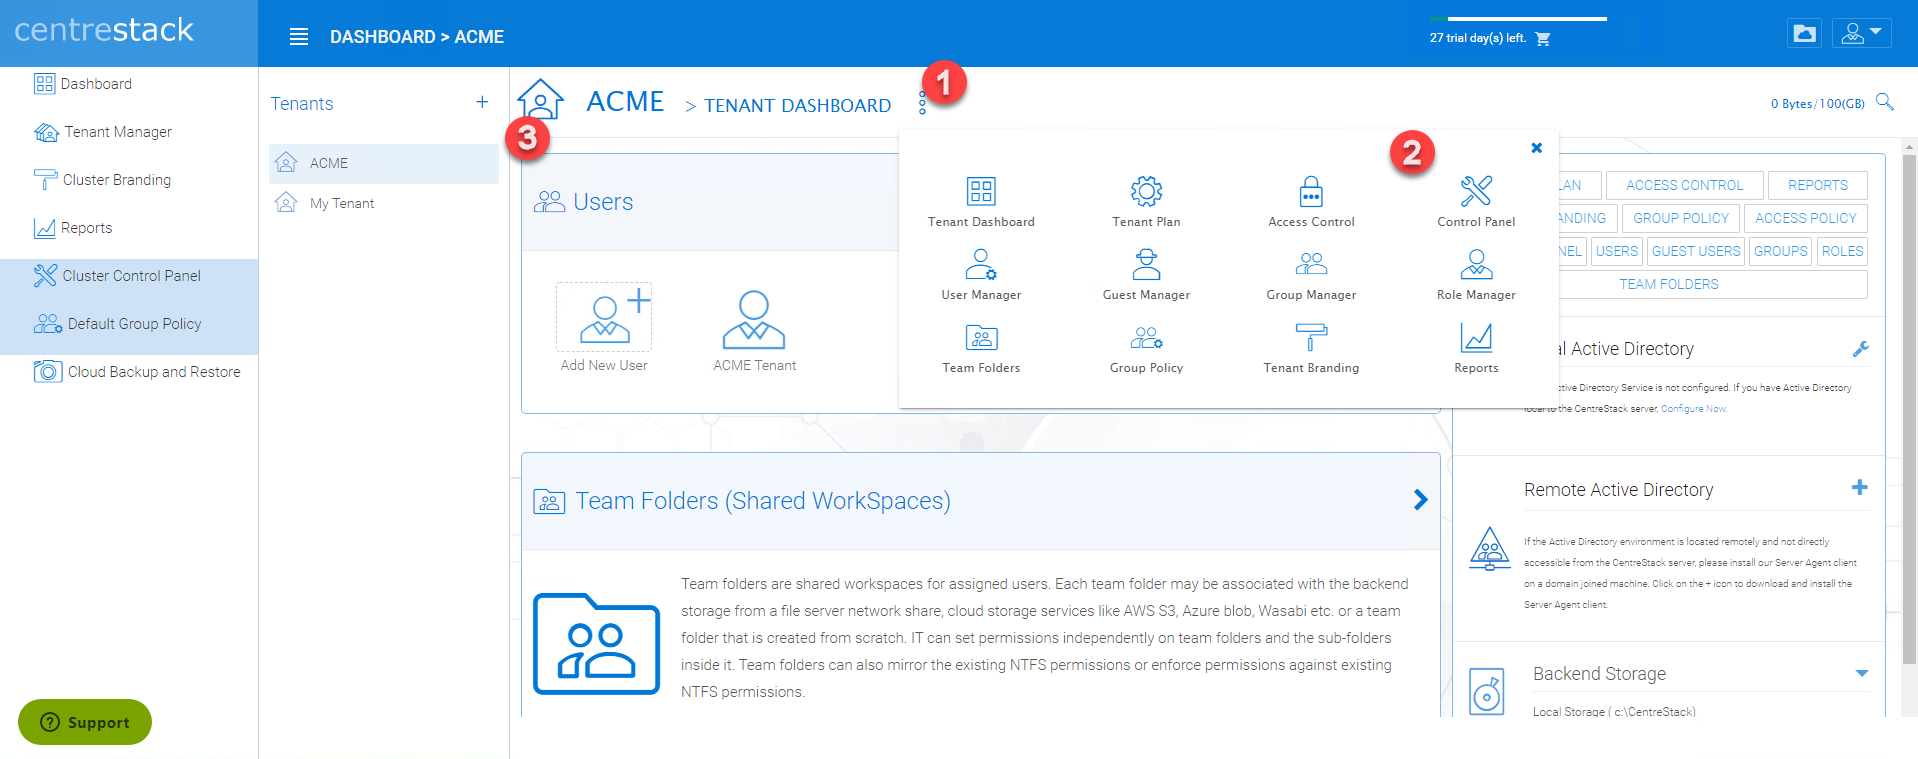 centrestack
DASHBOARD > ACME
27 trial day(s) left.
Dashboard
Tenant Manager
Cluster Branding
Reports
Cluster Control Panel
Default Group Policy
Cloud Backup and Restore
Support
Tenants +
ACME
My Tenant
ACME > TENANT DASHBOARD
1
0 Bytes/100(GB)
3
2
Users
Add New User
ACME Tenant
Tenant Dashboard
Tenant Plan
Access Control
Control Panel
User Manager
Guest Manager
Group Manager
Role Manager
Team Folders
Group Policy
Tenant Branding
Reports
Team Folders (Shared WorkSpaces)
Team folders are shared workspaces for assigned users. Each team folder may be associated with the backend
storage from a file server network share, cloud storage services like AWS S3, Azure blob, Wasabi etc. or a team
folder that is created from scratch. IT can set permissions independently on team folders and the sub-folders
inside it. Team folders can also mirror the existing NTFS permissions or enforce permissions against existing
NTFS permissions.
LAN ACCESS CONTROL REPORTS
ANDING GROUP POLICY ACCESS POLICY
NEL USERS GUEST USERS GROUPS ROLES
TEAM FOLDERS
l Active Directory
ctive Directory Service is not configured. If you have Active Directory
local to the CentreStack server, Configure Now.
Remote Active Directory
If the Active Directory environment is located remotely and not directly
accessible from the CentreStack server, please install our Server Agent client
on a domain joined machine. Click on the + icon to download and install the
Server Agent client.
Backend Storage
Local Storage ( c:\CentreStack)